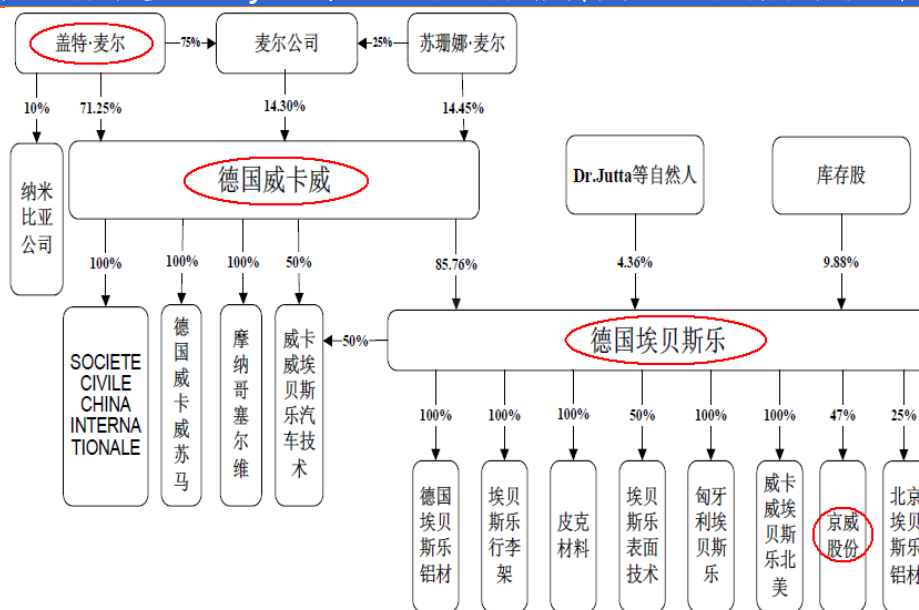 盖特·麦尔
75%
麦尔公司
25%
苏珊娜·麦尔
10%
71.25%
14.30%
14.45%
纳米
比亚
公司
德国威卡威
Dr.Jutta等自然人
库存股
100%
100%
100%
50%
85.76%
4.36%
9.88%
SOCIETE
CIVILE
CHINA
INTERNA
TIONALE
德
国
威
卡
威
苏
马
摩
纳
哥
塞
尔
维
威卡
威埃
贝斯
乐汽
车技
术
50%
德国埃贝斯乐
100%
100%
100%
50%
100%
100%
47%
25%
德国
埃贝
斯乐
铝材
埃贝
斯乐
行李
架
皮克
材料
埃贝
斯乐
表面
技术
匈牙
利埃
贝斯
乐
威卡
威埃
贝斯
乐北
美
京威
股份
北京
埃贝
斯乐
铝材